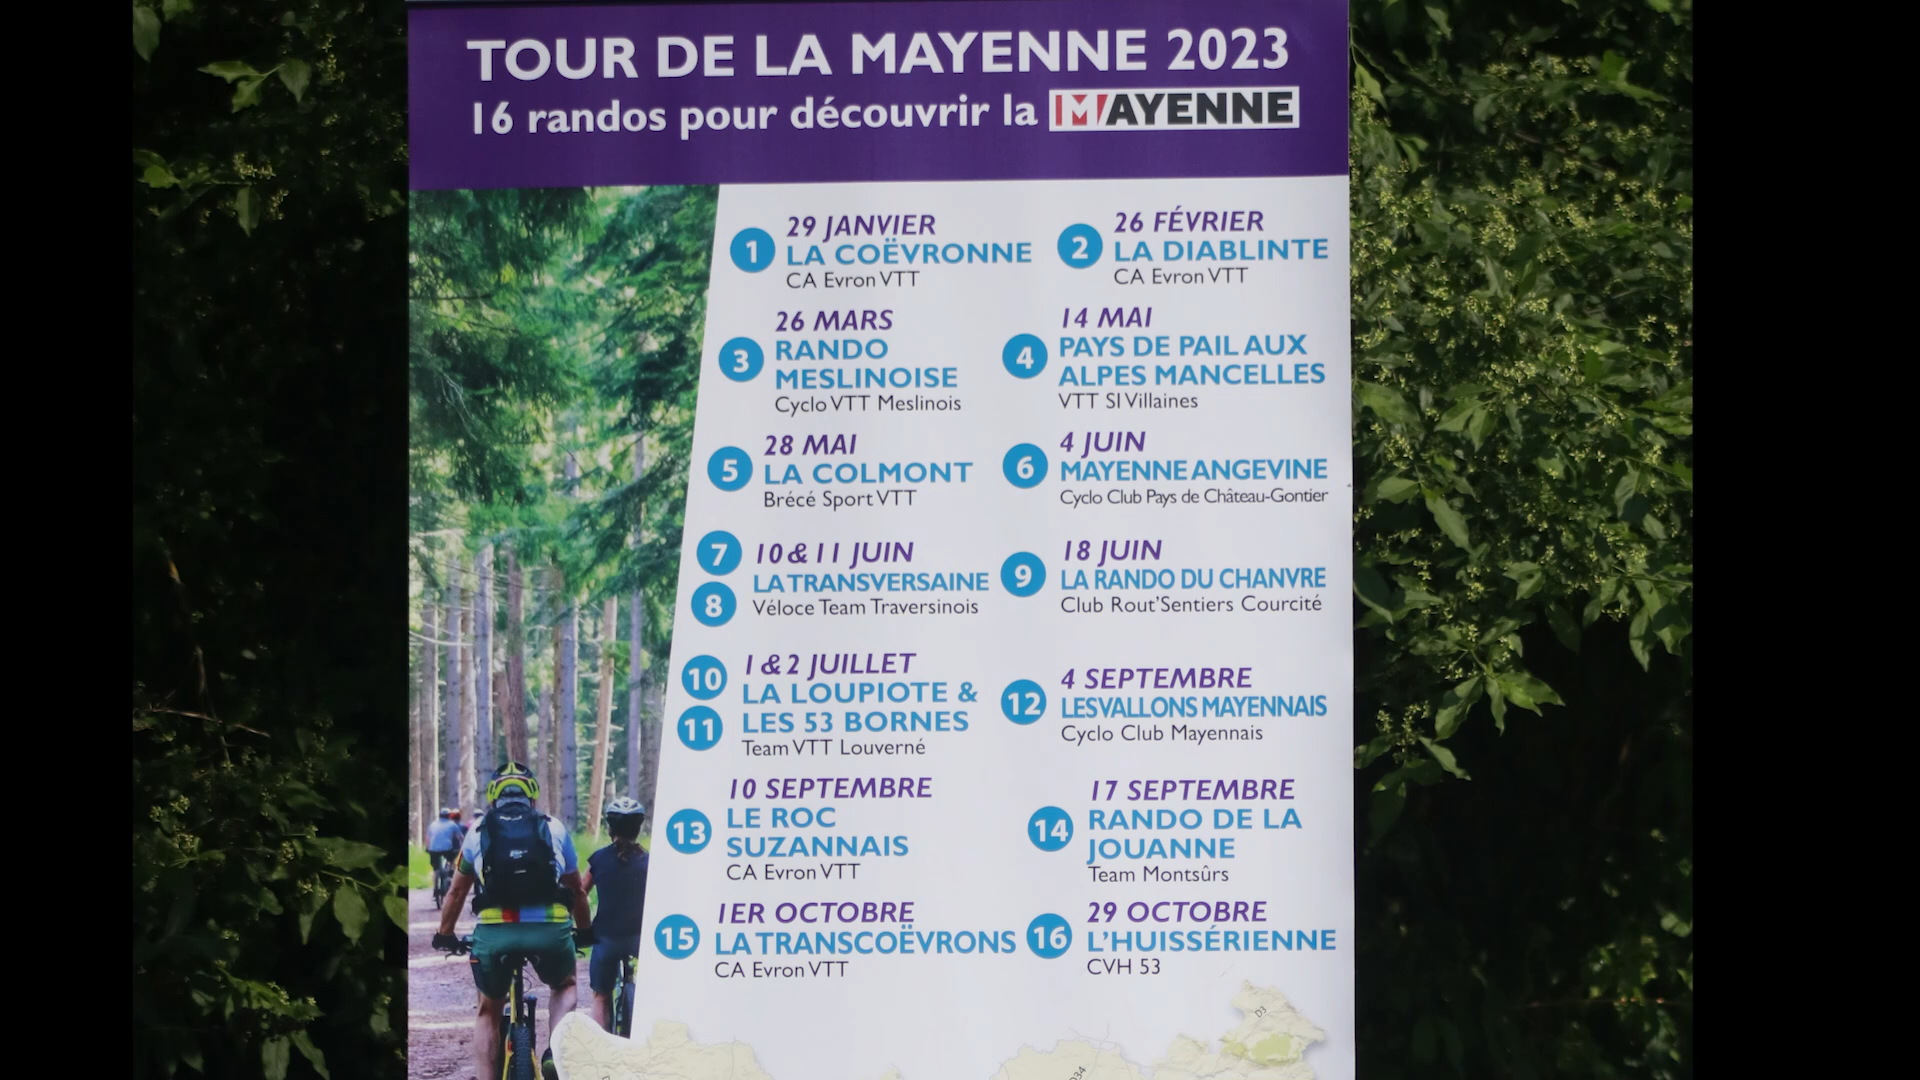 TOUR DE LA MAYENNE 2023
16 randos pour découvrir la MAYENNE
1
29 JANVIER
LA COËVRONNE
CA Evron VTT
2
26 FÉVRIER
LA DIABLINTE
CA Evron VTT
3
26 MARS
RANDO
MESLINOISE
Cyclo VTT Meslinois
4
14 MAI
PAYS DE PAIL AUX
ALPES MANCELLES
VTT SI Villaines
5
28 MAI
LA COLMONT
Brécé Sport VTT
6
4 JUIN
MAYENNE ANGEVINE
Cyclo Club Pays de Château-Gontier
7
8
10 & 11 JUIN
LA TRANSVERSAINE
Véloce Team Traversinois
9
18 JUIN
LA RANDO DU CHANVRE
Club Rout'Sentiers Courcité
10
11
1 & 2 JUILLET
LA LOUPIOTE &
LES 53 BORNES
Team VTT Louverné
12
4 SEPTEMBRE
LES VALLONS MAYENNAIS
Cyclo Club Mayennais
13
10 SEPTEMBRE
LE ROC
SUZANNAIS
CA Evron VTT
14
17 SEPTEMBRE
RANDO DE LA
JOUANNE
Team Montsûrs
15
1ER OCTOBRE
LA TRANSCOËVRONS
CA Evron VTT
16
29 OCTOBRE
L'HUISSÉRIENNE
CVH 53
D3
D34